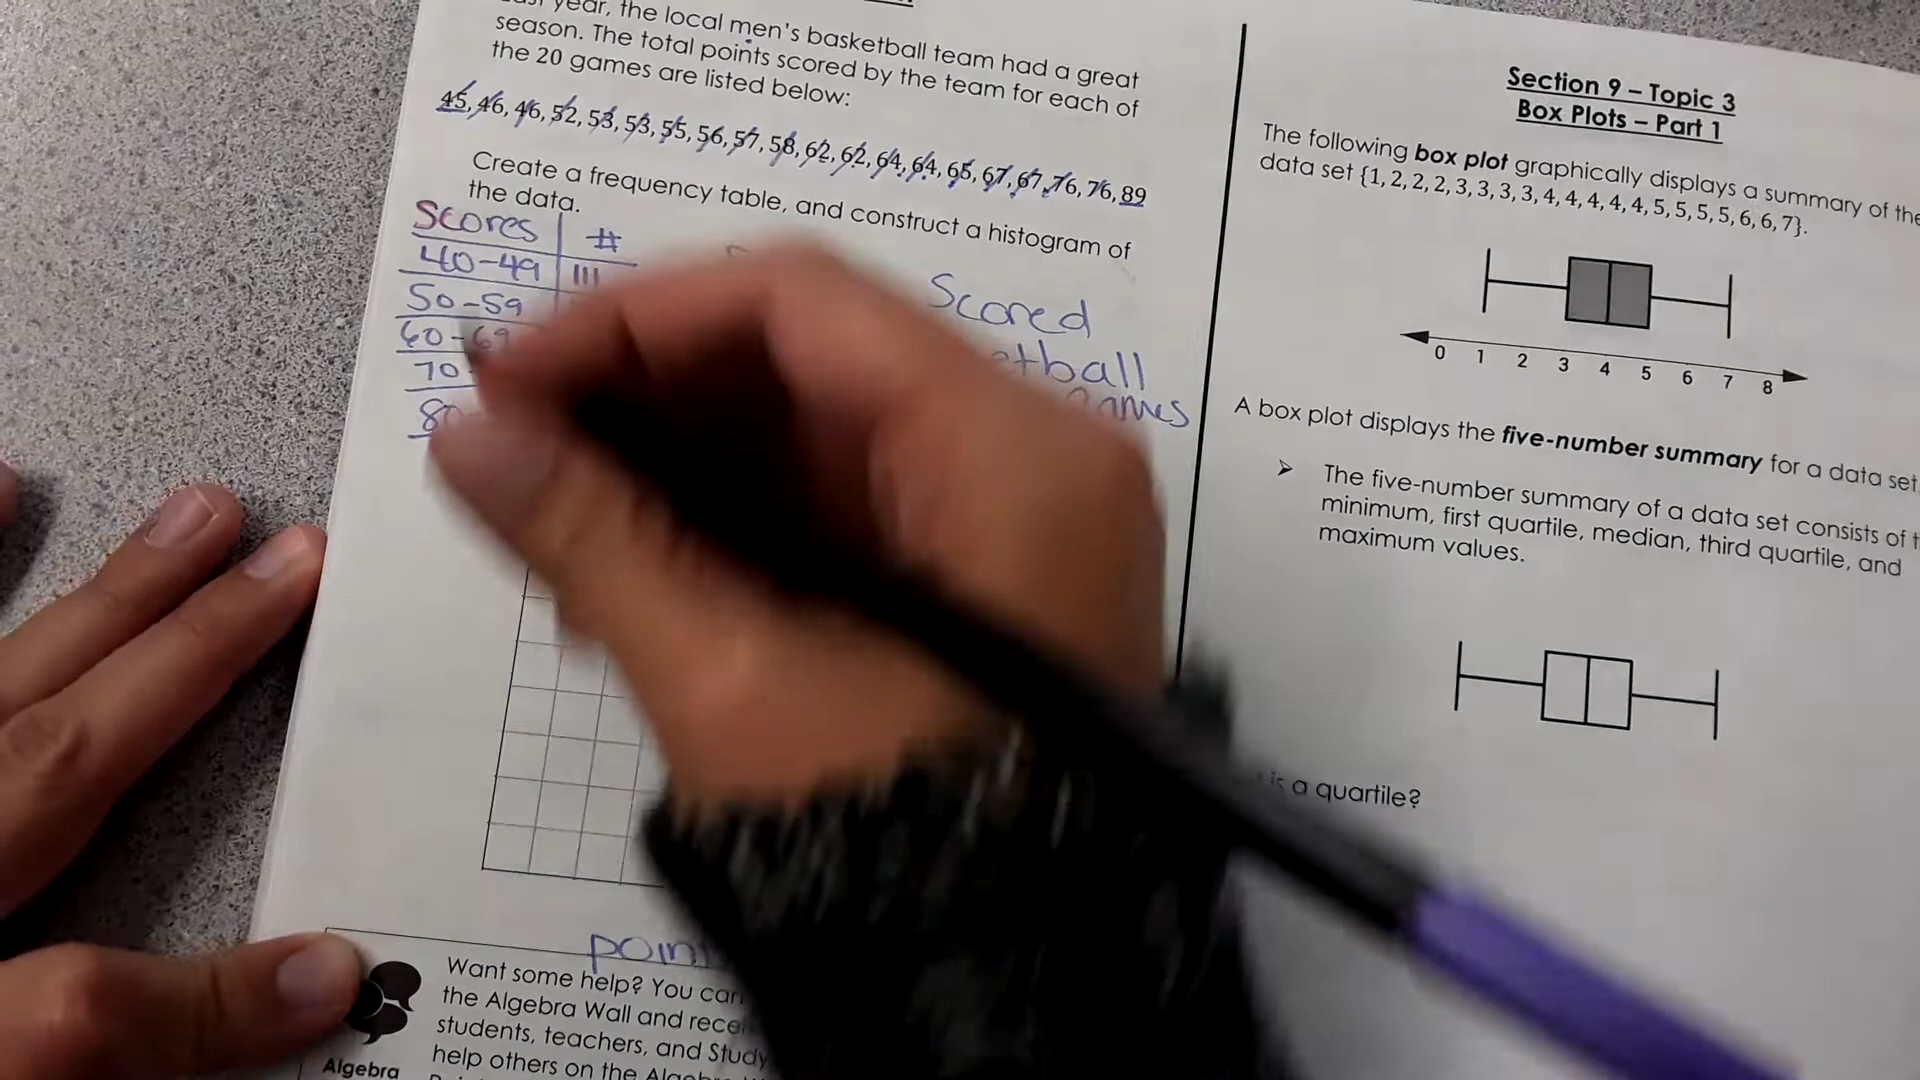 year, the local men's basketball team had a great
season. The total points scored by the team for each of
the 20 games are listed below:
45, 46, 46, 52, 53, 53, 55, 56, 57, 58, 62, 62, 64, 64, 65, 67, 67, 76, 76, 89
Create a frequency table, and construct a histogram of
the data.
Scores #
40-49 |||
50-59
60-69
70
80
Scored
Games
Want some help? You can
the Algebra Wall and
students, teachers, and Study
help others on the
Algebra
Section 9 – Topic 3
Box Plots – Part 1
The following box plot graphically displays a summary of the
data set {1, 2, 2, 2, 3, 3, 3, 3, 4, 4, 4, 4, 4, 5, 5, 5, 5, 6, 6, 7}.
0 1 2 3 4 5 6 7 8
A box plot displays the five-number summary for a data set
➢ The five-number summary of a data set consists of
minimum, first quartile, median, third quartile, and
maximum values.
is a quartile?